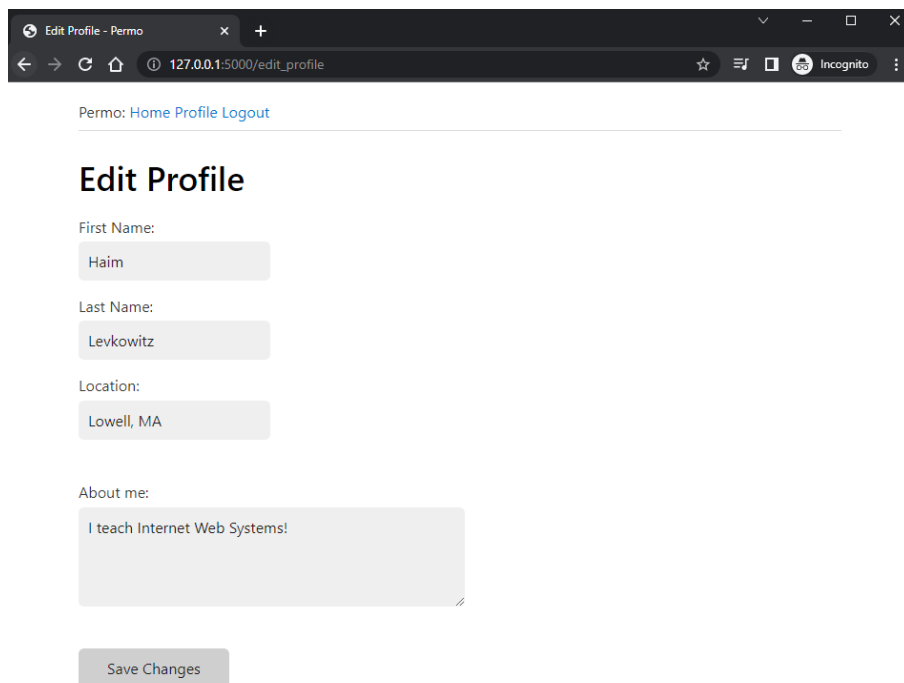 Edit Profile - Permo
127.0.0.1:5000/edit_profile
Incognito
Permo: Home Profile Logout
Edit Profile
First Name:
Haim
Last Name:
Levkowitz
Location:
Lowell, MA
About me:
I teach Internet Web Systems!
Save Changes